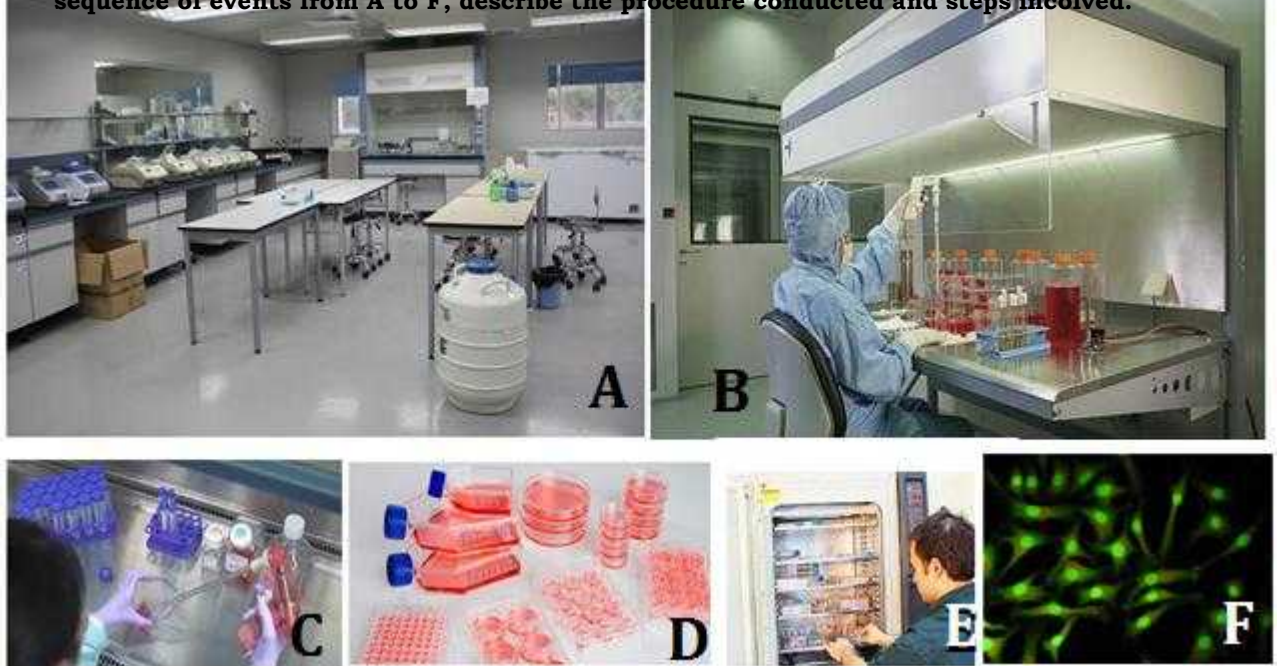 sequence of events from A to F, describe the procedure conducted and steps involved.
A
B
C
D
E
F